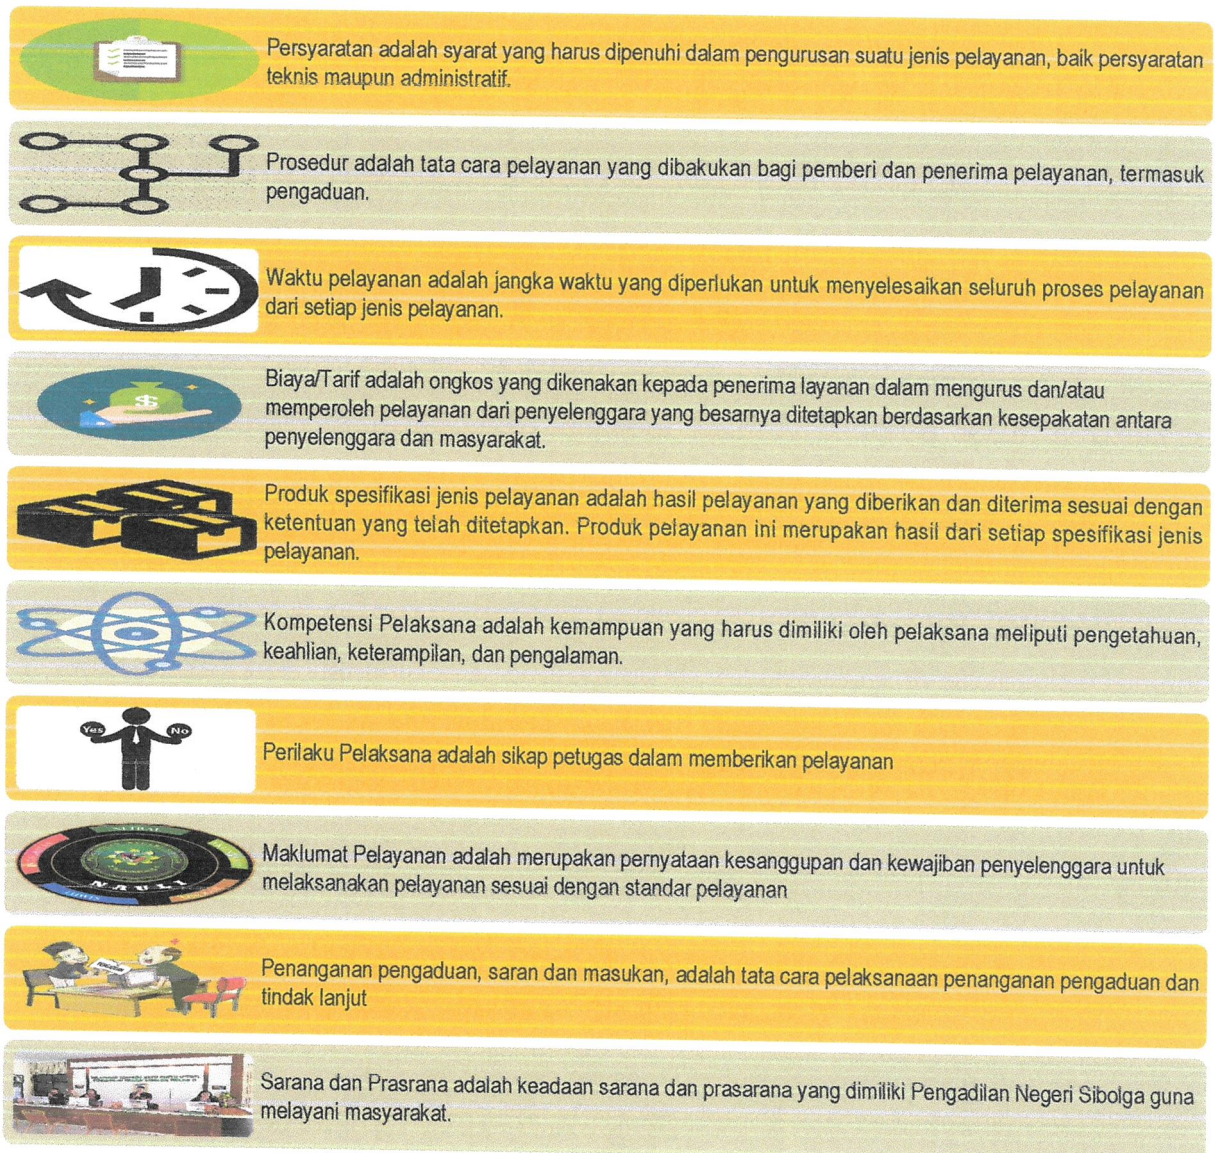 Persyaratan adalah syarat yang harus dipenuhi dalam pengurusan suatu jenis pelayanan, baik persyaratan
teknis maupun administratif.
Prosedur adalah tata cara pelayanan yang dibakukan bagi pemberi dan penerima pelayanan, termasuk
pengaduan.
Waktu pelayanan adalah jangka waktu yang diperlukan untuk menyelesaikan seluruh proses pelayanan
dari setiap jenis pelayanan.
Biaya/Tarif adalah ongkos yang dikenakan kepada penerima layanan dalam mengurus dan/atau
memperoleh pelayanan dari penyelenggara yang besarnya ditetapkan berdasarkan kesepakatan antara
penyelenggara dan masyarakat.
$
Produk spesifikasi jenis pelayanan adalah hasil pelayanan yang diberikan dan diterima sesuai dengan
ketentuan yang telah ditetapkan. Produk pelayanan ini merupakan hasil dari setiap spesifikasi jenis
pelayanan.
Kompetensi Pelaksana adalah kemampuan yang harus dimiliki oleh pelaksana meliputi pengetahuan,
keahlian, keterampilan, dan pengalaman.
Yes No
Perilaku Pelaksana adalah sikap petugas dalam memberikan pelayanan
NETRAL
NAULI
Maklumat Pelayanan adalah merupakan pernyataan kesanggupan dan kewajiban penyelenggara untuk
melaksanakan pelayanan sesuai dengan standar pelayanan
Penanganan pengaduan, saran dan masukan, adalah tata cara pelaksanaan penanganan pengaduan dan
tindak lanjut
Sarana dan Prasrana adalah keadaan sarana dan prasarana yang dimiliki Pengadilan Negeri Sibolga guna
melayani masyarakat.